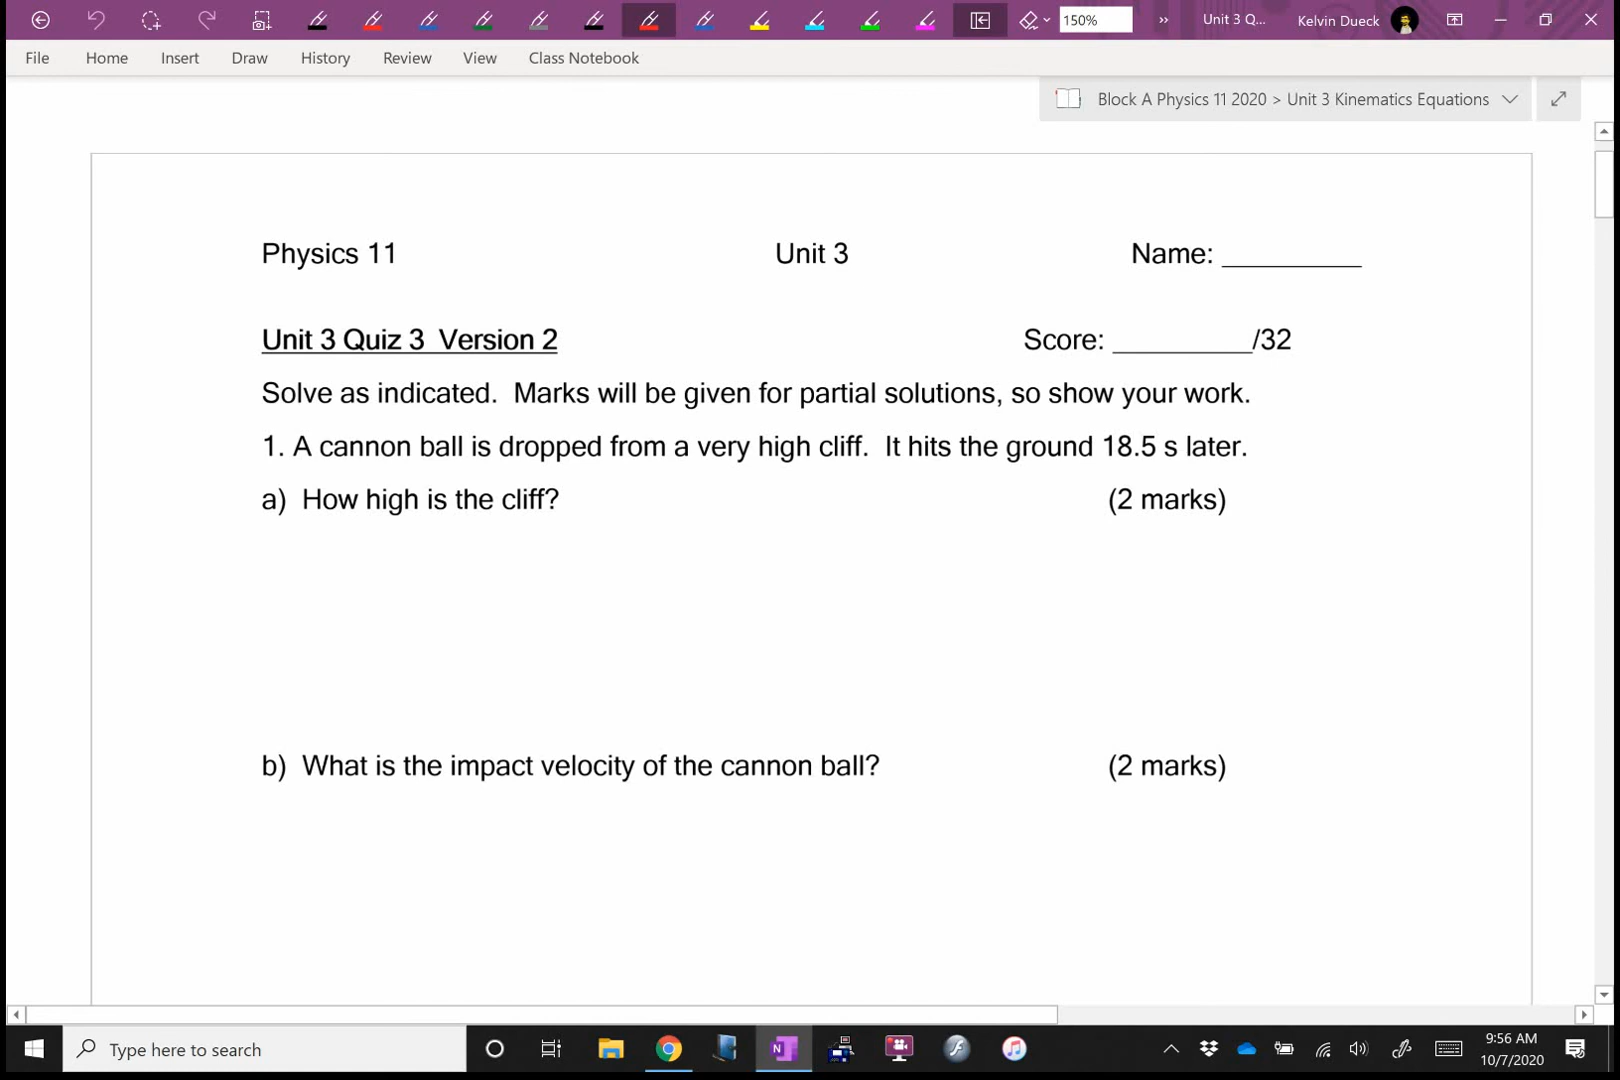 150%
»
Unit 3 Q...
Kelvin Dueck
File Home Insert Draw History Review View Class Notebook
Block A Physics 11 2020 > Unit 3 Kinematics Equations
Physics 11 Unit 3 Name: _________
Unit 3 Quiz 3 Version 2 Score: _________/32
Solve as indicated. Marks will be given for partial solutions, so show your work.
1. A cannon ball is dropped from a very high cliff. It hits the ground 18.5 s later.
a) How high is the cliff? (2 marks)
b) What is the impact velocity of the cannon ball? (2 marks)
Type here to search
N
f
9:56 AM
10/7/2020